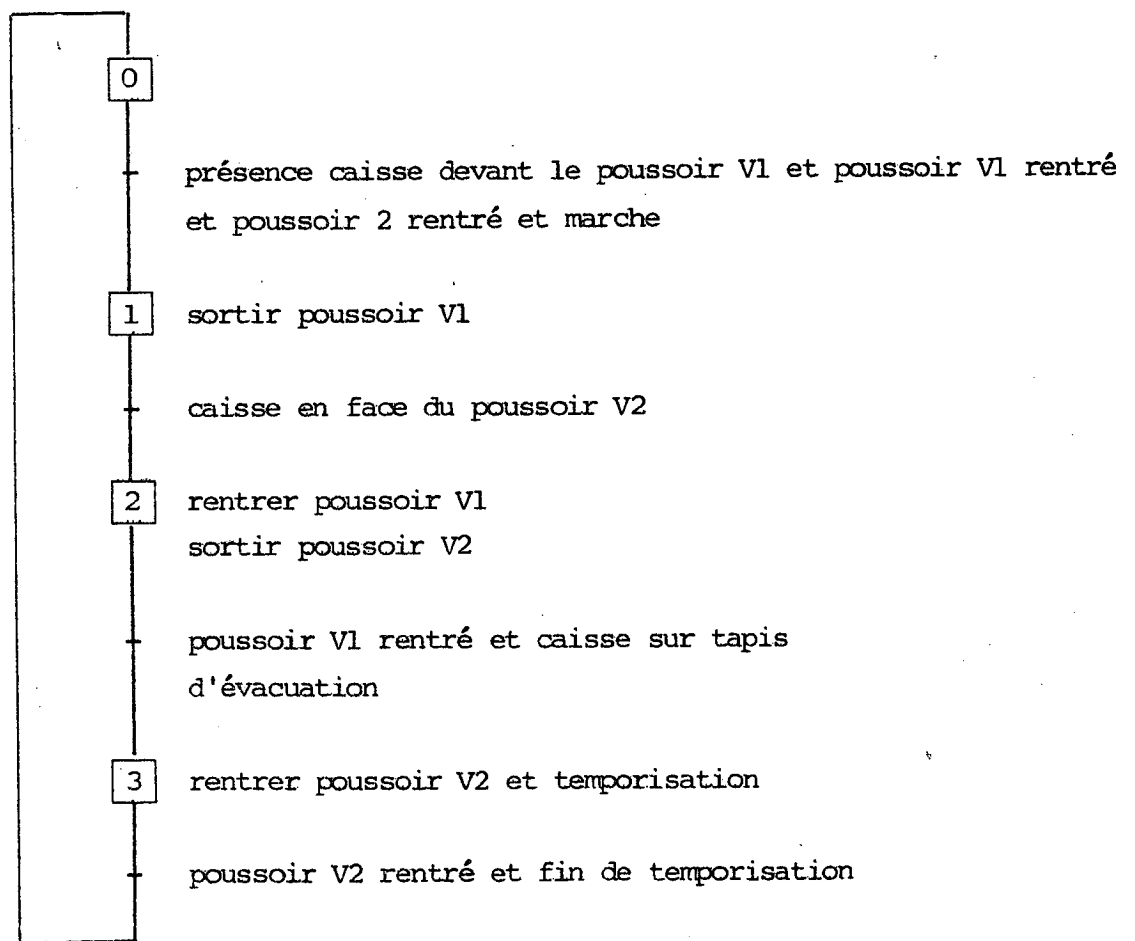 0
présence caisse devant le poussoir V1 et poussoir V1 rentré
et poussoir 2 rentré et marche
1 sortir poussoir V1
caisse en face du poussoir V2
2 rentrer poussoir V1
sortir poussoir V2
poussoir V1 rentré et caisse sur tapis
d'évacuation
3 rentrer poussoir V2 et temporisation
poussoir V2 rentré et fin de temporisation